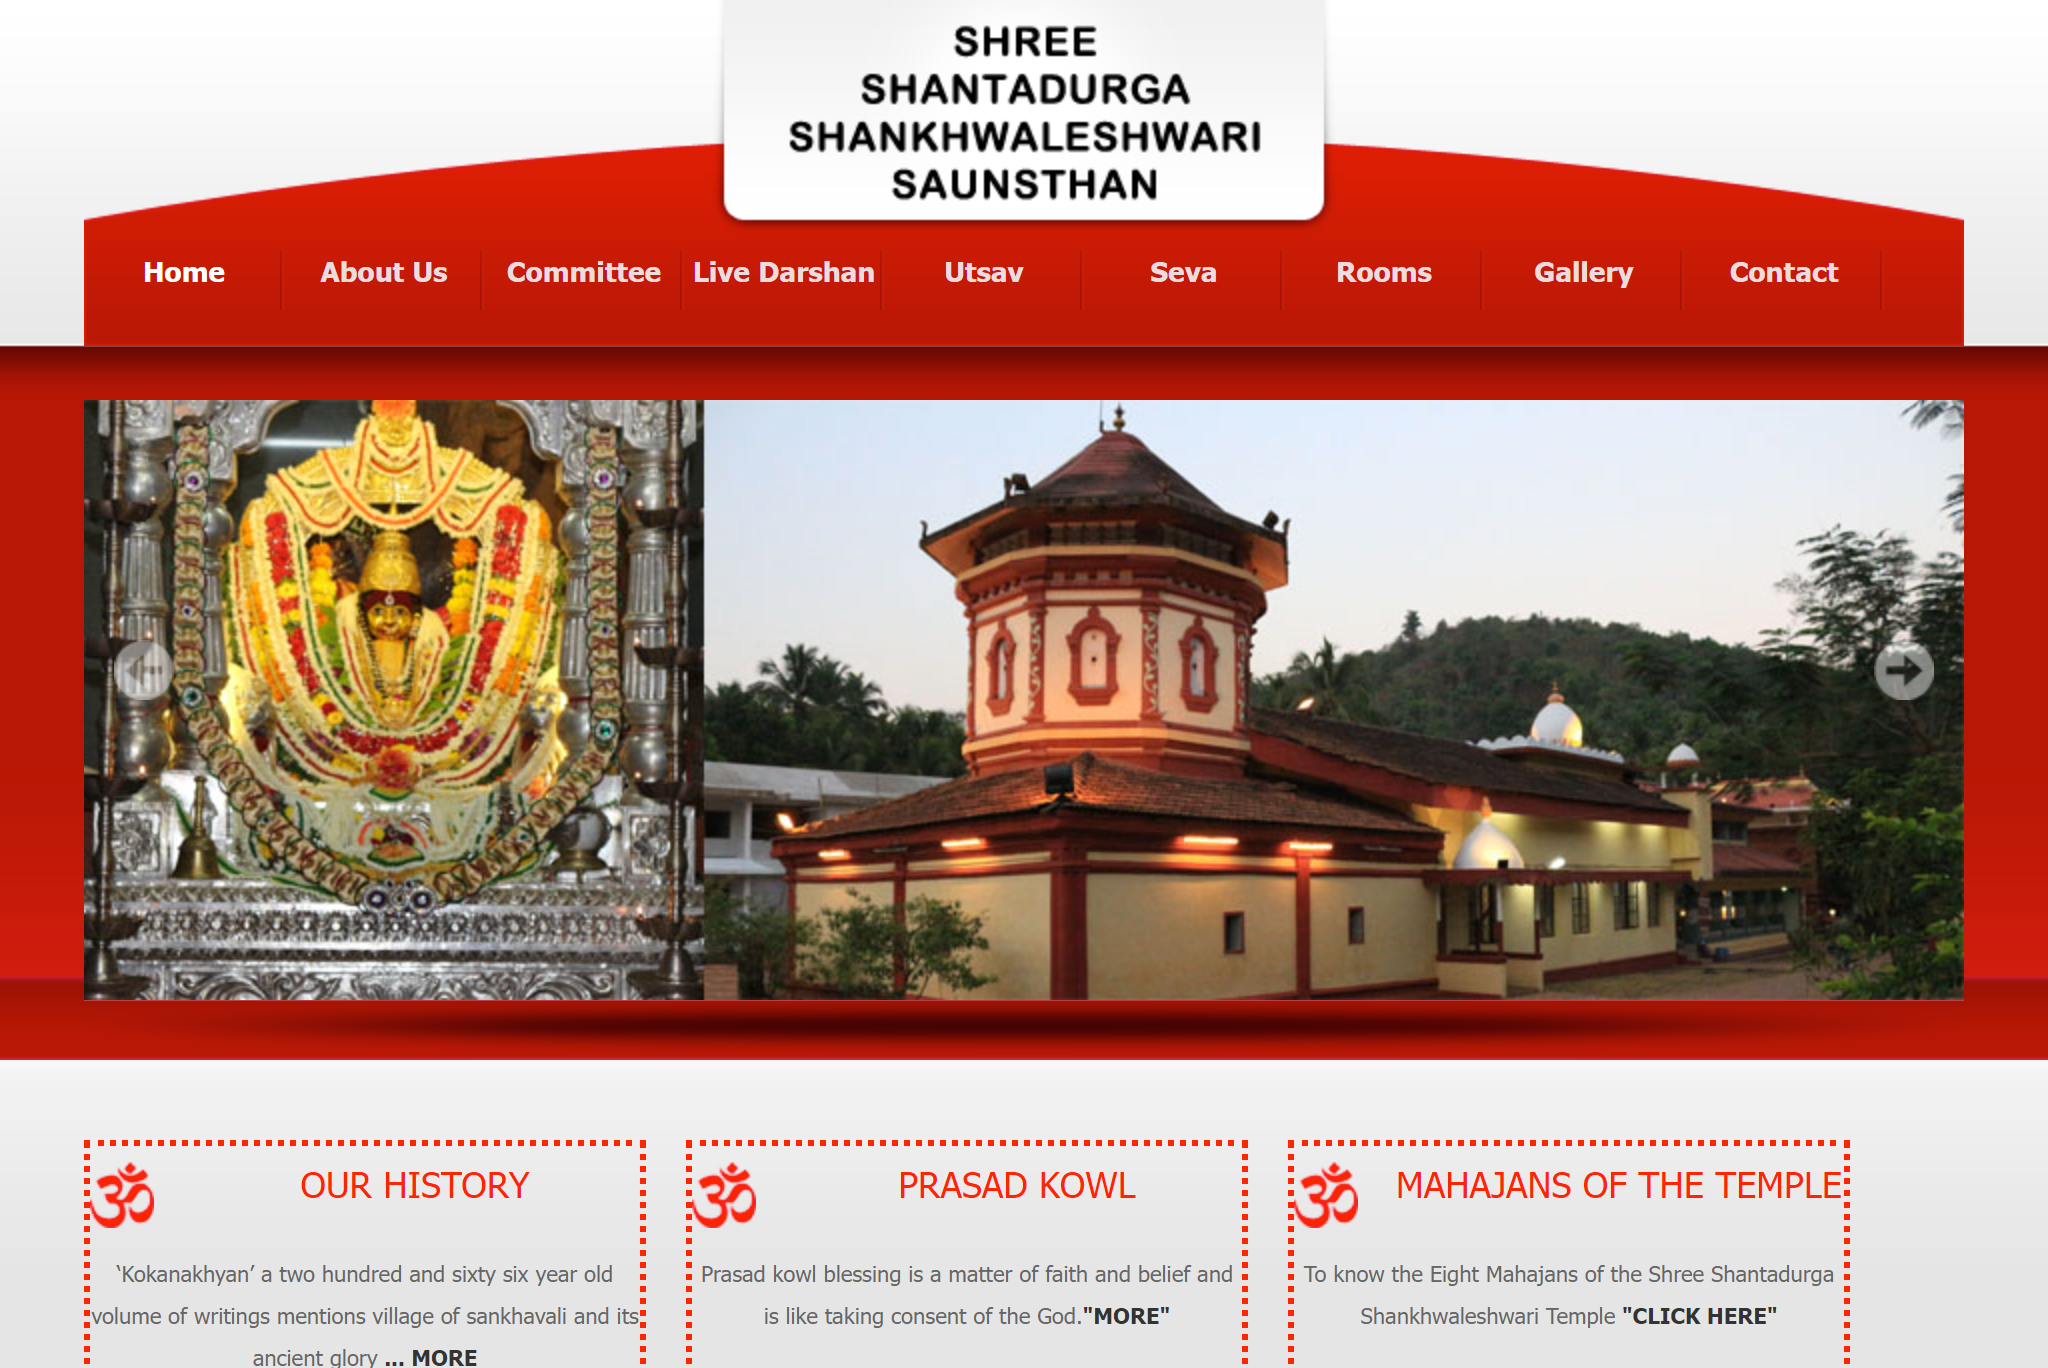 SHREE
SHANTADURGA
SHANKHWALESHWARI
SAUNSTHAN
Home About Us Committee Live Darshan Utsav Seva Rooms Gallery Contact
OUR HISTORY
‘Kokanakhyan’ a two hundred and sixty six year old
volume of writings mentions village of sankhavali and its
ancient glory ... MORE
PRASAD KOWL
Prasad kowl blessing is a matter of faith and belief and
is like taking consent of the God."MORE"
MAHAJANS OF THE TEMPLE
To know the Eight Mahajans of the Shree Shantadurga
Shankhwaleshwari Temple "CLICK HERE"